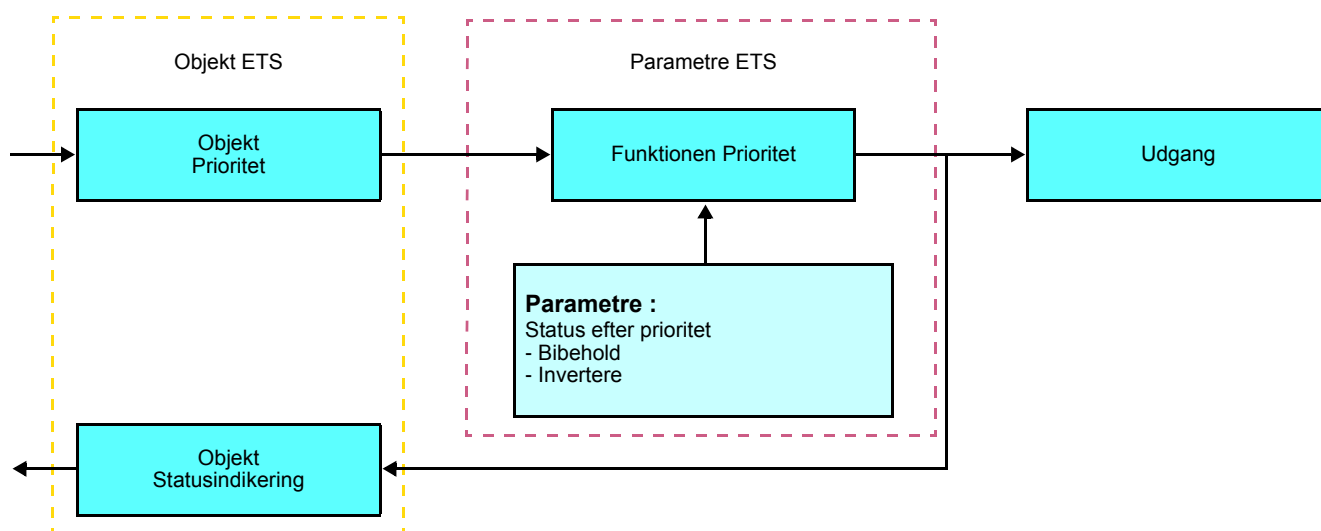 Objekt ETS
Parametre ETS
Objekt
Prioritet
Funktionen Prioritet
Udgang
Parametre :
Status efter prioritet
- Bibehold
- Invertere
Objekt
Statusindikering